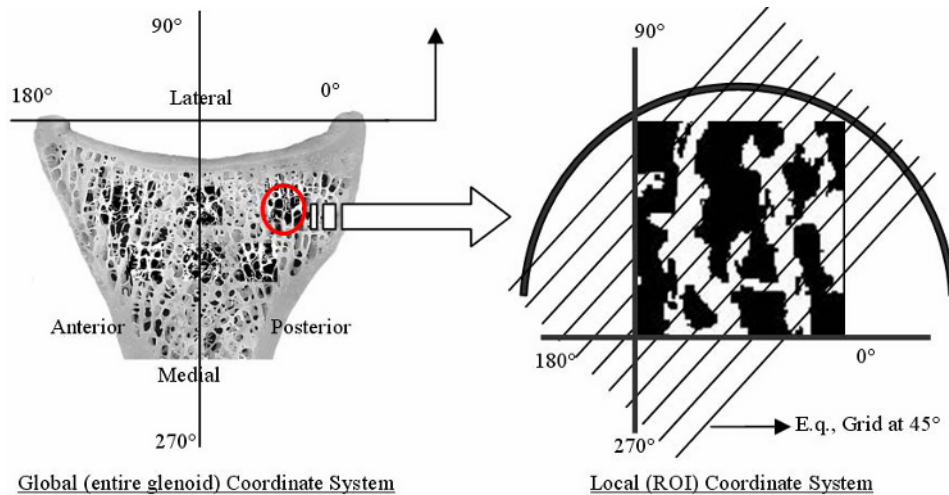 90°
180°
Lateral
0°
Anterior
Posterior
Medial
270°
Global (entire glenoid) Coordinate System
90°
180°
0°
270°
E.q., Grid at 45°
Local (ROI) Coordinate System